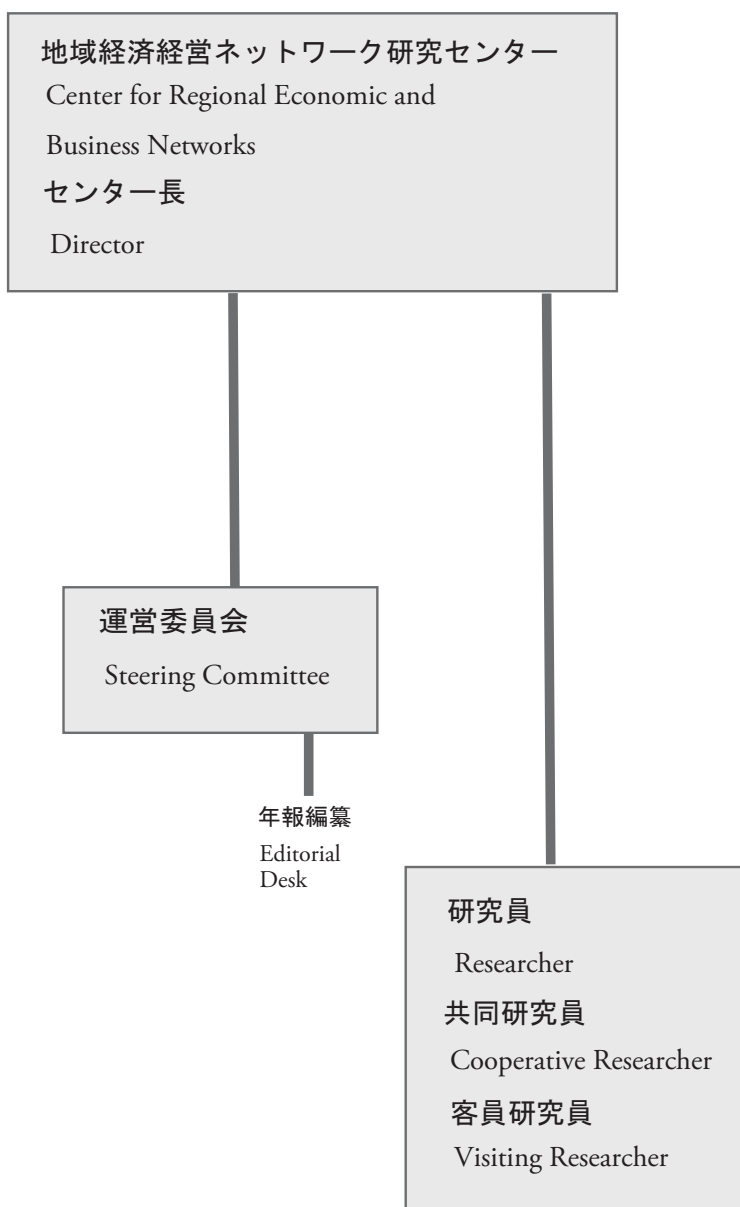 地域経済経営ネットワーク研究センター
Center for Regional Economic and
Business Networks
センター長
Director
運営委員会
Steering Committee
年報編纂
Editorial
Desk
研究員
Researcher
共同研究員
Cooperative Researcher
客員研究員
Visiting Researcher